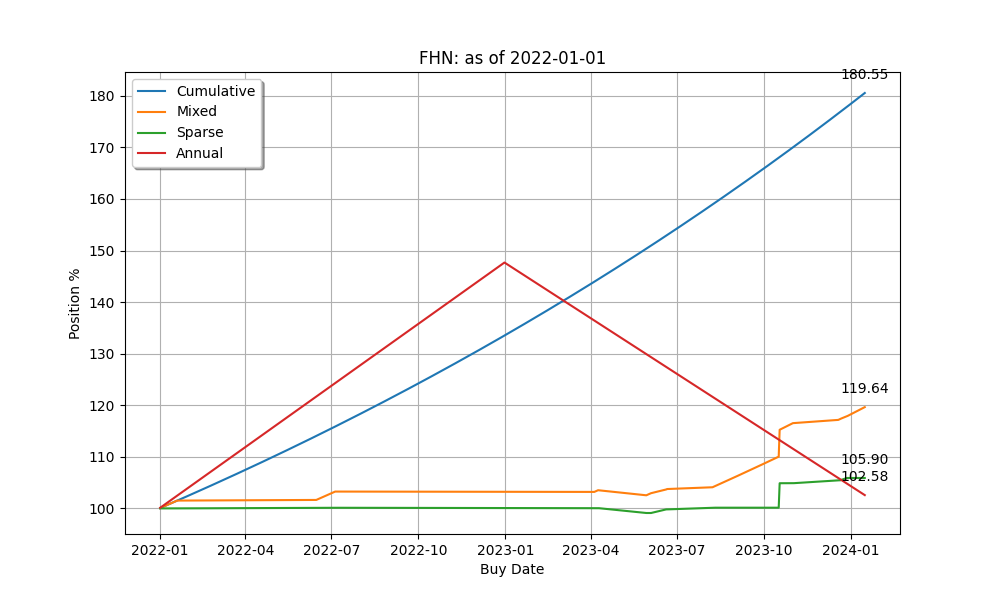 FHN: as of 2022-01-01
180.55
Cumulative
Mixed
Sparse
Annual
180
170
160
150
140
130
120
110
100
Position %
119.64
105.90
102.58
2022-01 2022-04 2022-07 2022-10 2023-01 2023-04 2023-07 2023-10 2024-01
Buy Date